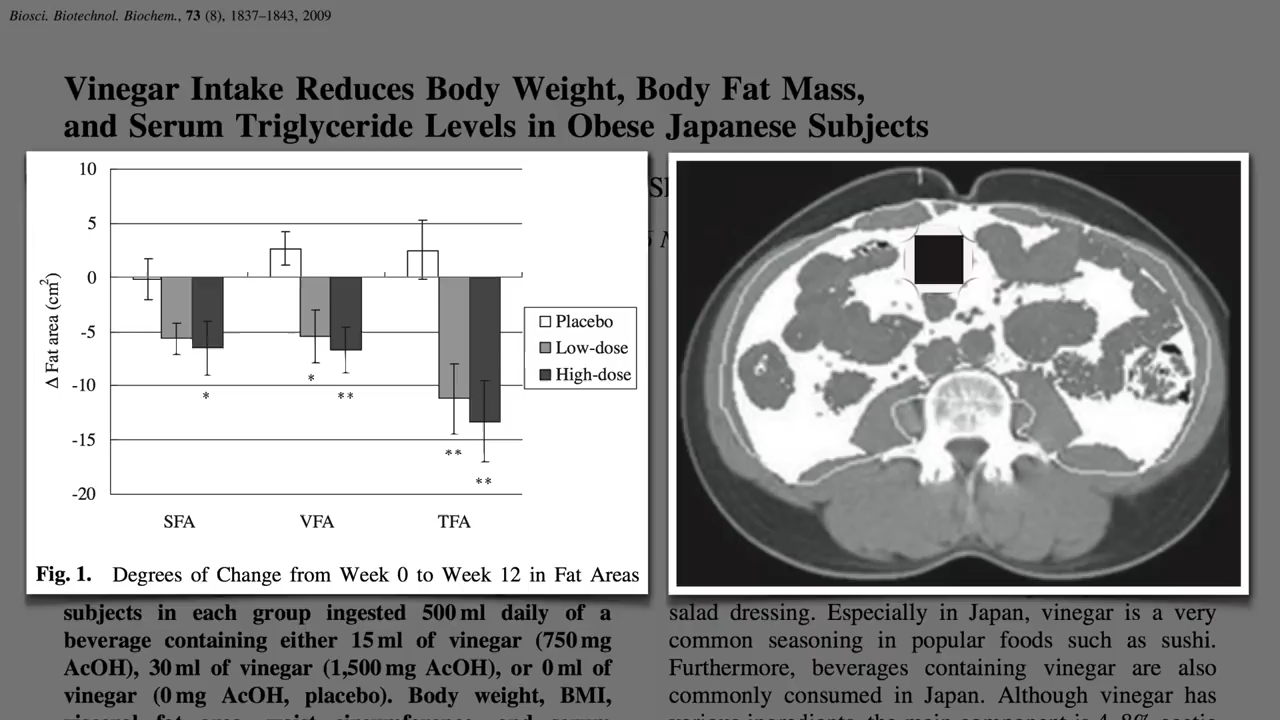 Biosci. Biotechnol. Biochem., 73 (8), 1837–1843, 2009
Vinegar Intake Reduces Body Weight, Body Fat Mass,
and Serum Triglyceride Levels in Obese Japanese Subjects
10
5
0
-5
-10
-15
-20
Δ Fat area (cm²)
*
*
**
**
**
SFA VFA TFA
Placebo
Low-dose
High-dose
Fig. 1. Degrees of Change from Week 0 to Week 12 in Fat Areas
subjects in each group ingested 500 ml daily of a
beverage containing either 15 ml of vinegar (750 mg
AcOH), 30 ml of vinegar (1,500 mg AcOH), or 0 ml of
vinegar (0 mg AcOH, placebo). Body weight, BMI,
salad dressing. Especially in Japan, vinegar is a very
common seasoning in popular foods such as sushi.
Furthermore, beverages containing vinegar are also
commonly consumed in Japan. Although vinegar has